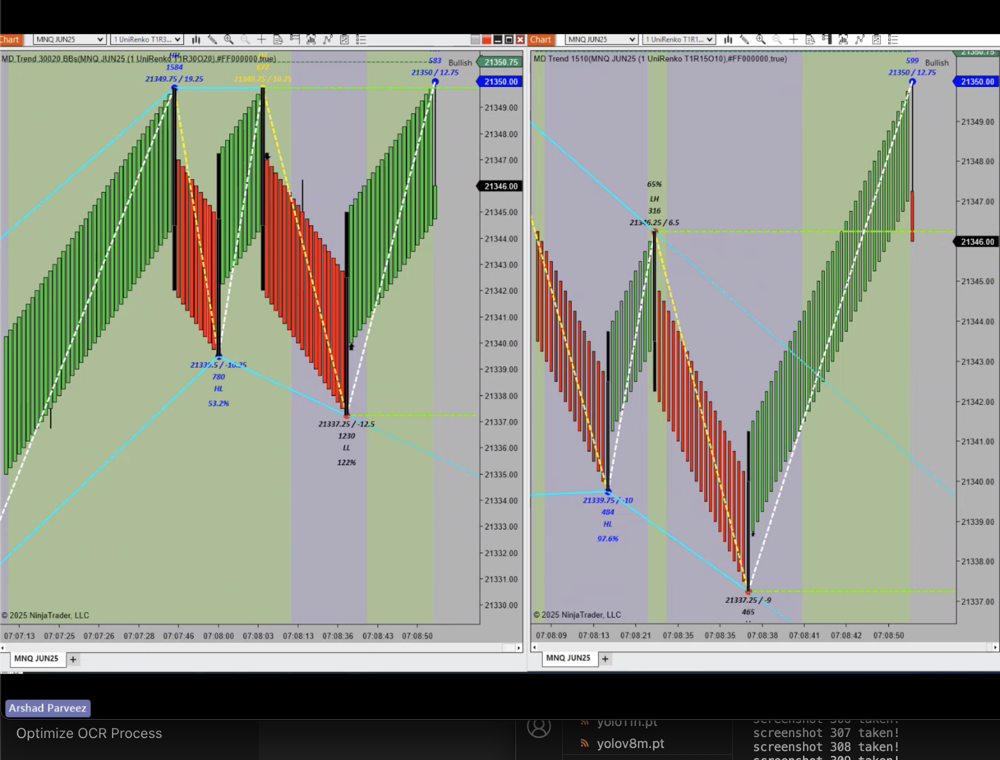 Chart
MNQ JUN25
1 UniRenko T1R3...
MD Trend 30020.BBs(MNQ JUN25 (1 UniRenko T1R30O20),#FF000000,true)
HH
1584
21349.75 / 19.25
583
Bullish
21350 / 12.75
21350.75
21350.00
21349.00
21348.00
21347.00
21346.00
21345.00
21344.00
21343.00
21342.00
21341.00
21340.00
21339.00
21338.00
21337.00
21336.00
21335.00
21334.00
21333.00
21332.00
21331.00
21330.00
780
HL
53.2%
21337.25 / -12.5
1230
LL
122%
© 2025 NinjaTrader, LLC
07:07:13
07:07:25
07:07:26
07:07:28
07:07:46
07:08:00
07:08:03
07:08:36
07:08:43
07:08:50
MNQ JUN25
+
Chart
MNQ JUN25
1 UniRenko T1R1...
MD Trend 1510(MNQ JUN25 (1 UniRenko T1R15O10),#FF000000,true)
599
Bullish
21350 / 12.75
21350.75
21350.00
21349.00
21348.00
21347.00
21346.00
21345.00
21344.00
21343.00
21342.00
21341.00
21340.00
21339.00
21338.00
21337.00
65%
LH
316
21346.25 / 6.5
21339.75 / -10
484
HL
97.6%
21337.25 / -9
465
© 2025 NinjaTrader, LLC
07:08:09
07:08:13
07:08:21
07:08:35
07:08:35
07:08:38
07:08:41
07:08:42
07:08:50
MNQ JUN25
+
Arshad Parveez
Optimize OCR Process
yolo11n.pt
yolov8m.pt
screenshot 306 taken!
screenshot 307 taken!
screenshot 308 taken!
screenshot 309 taken!